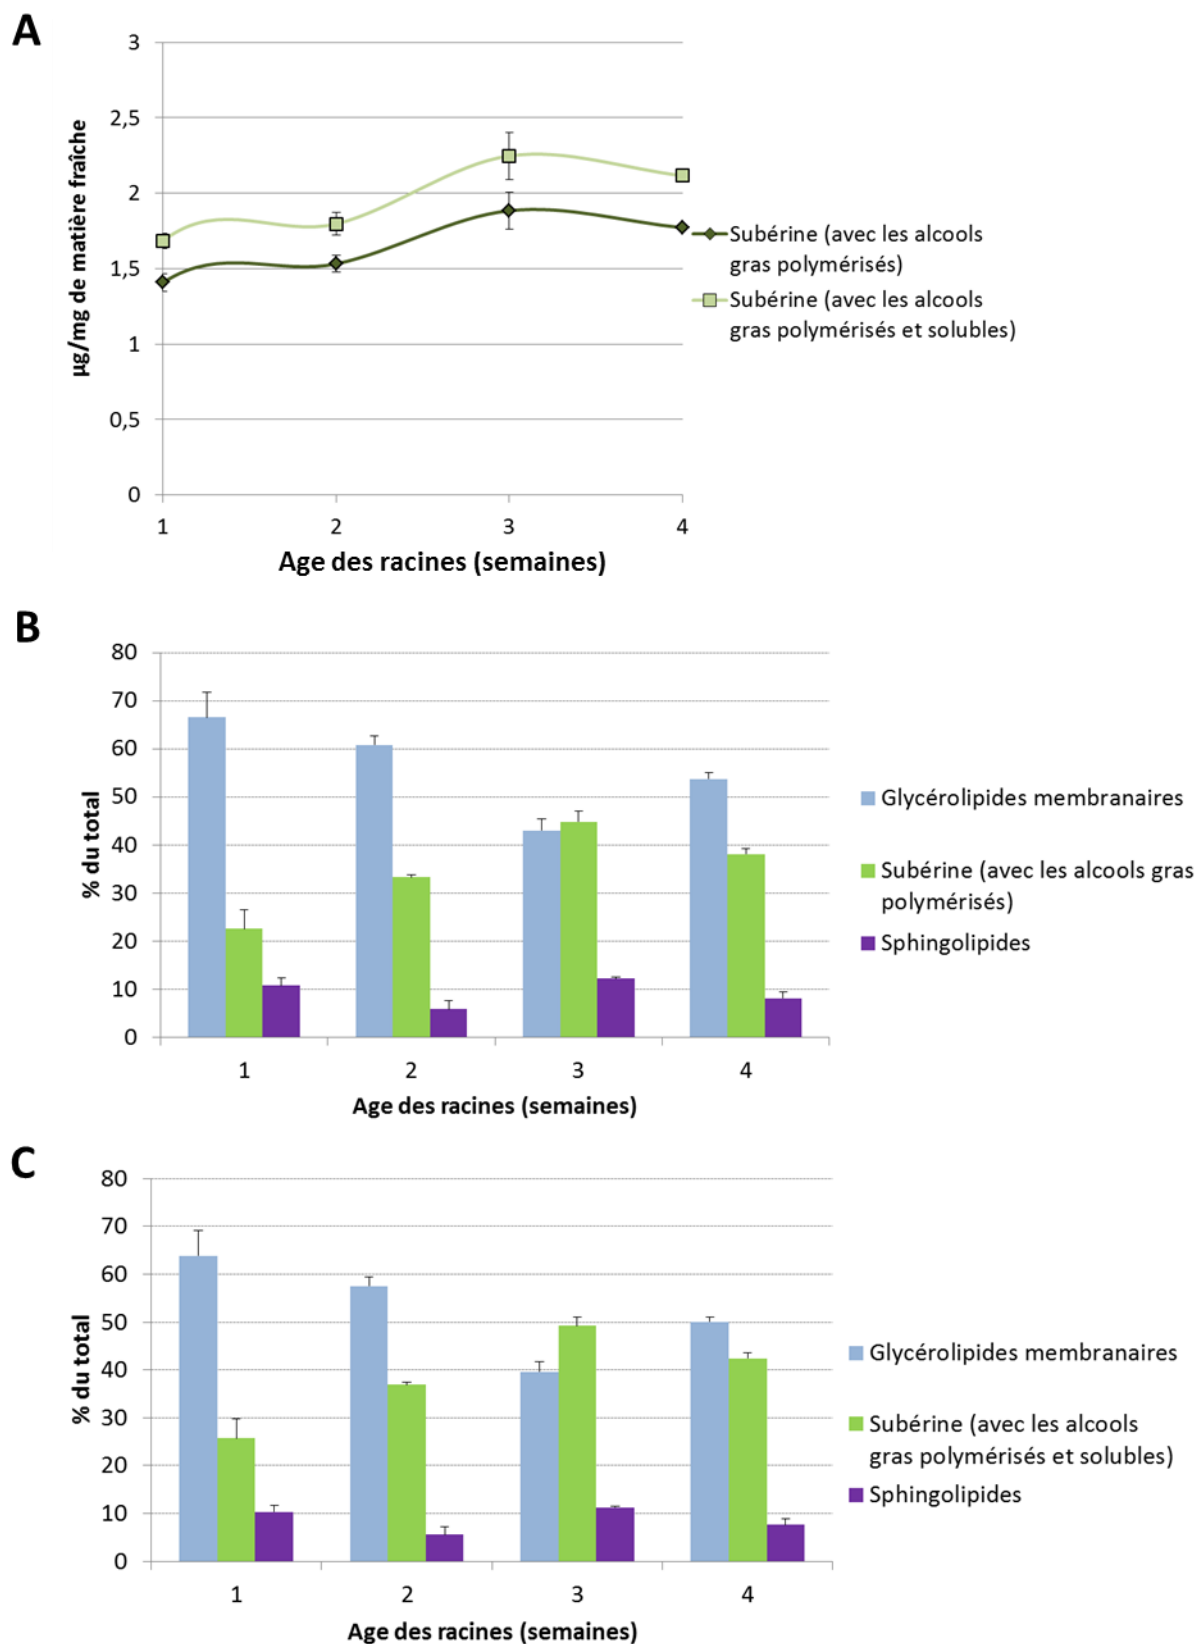 A
3
2,5
2
1,5
1
0,5
0
µg/mg de matière fraîche
1 2 3 4
Age des racines (semaines)
Subérine (avec les alcools
gras polymérisés)
Subérine (avec les alcools
gras polymérisés et solubles)
B
80
70
60
50
40
30
20
10
0
% du total
1 2 3 4
Age des racines (semaines)
Glycérolipides membranaires
Subérine (avec les alcools gras
polymérisés)
Sphingolipides
C
80
70
60
50
40
30
20
10
0
% du total
1 2 3 4
Age des racines (semaines)
Glycérolipides membranaires
Subérine (avec les alcools
gras polymérisés et solubles)
Sphingolipides